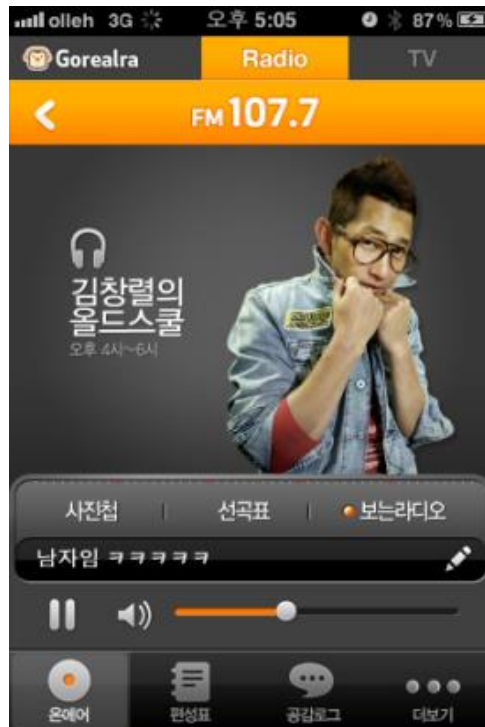 olleh 3G 오후 5:05 87%
Gorealra Radio TV
FM 107.7
김창렬의
올드스쿨
오후 4시~6시
사진첩 선곡표 보는라디오
남자임 ㅋㅋㅋㅋㅋ
온에어 편성표 공감로그 더보기